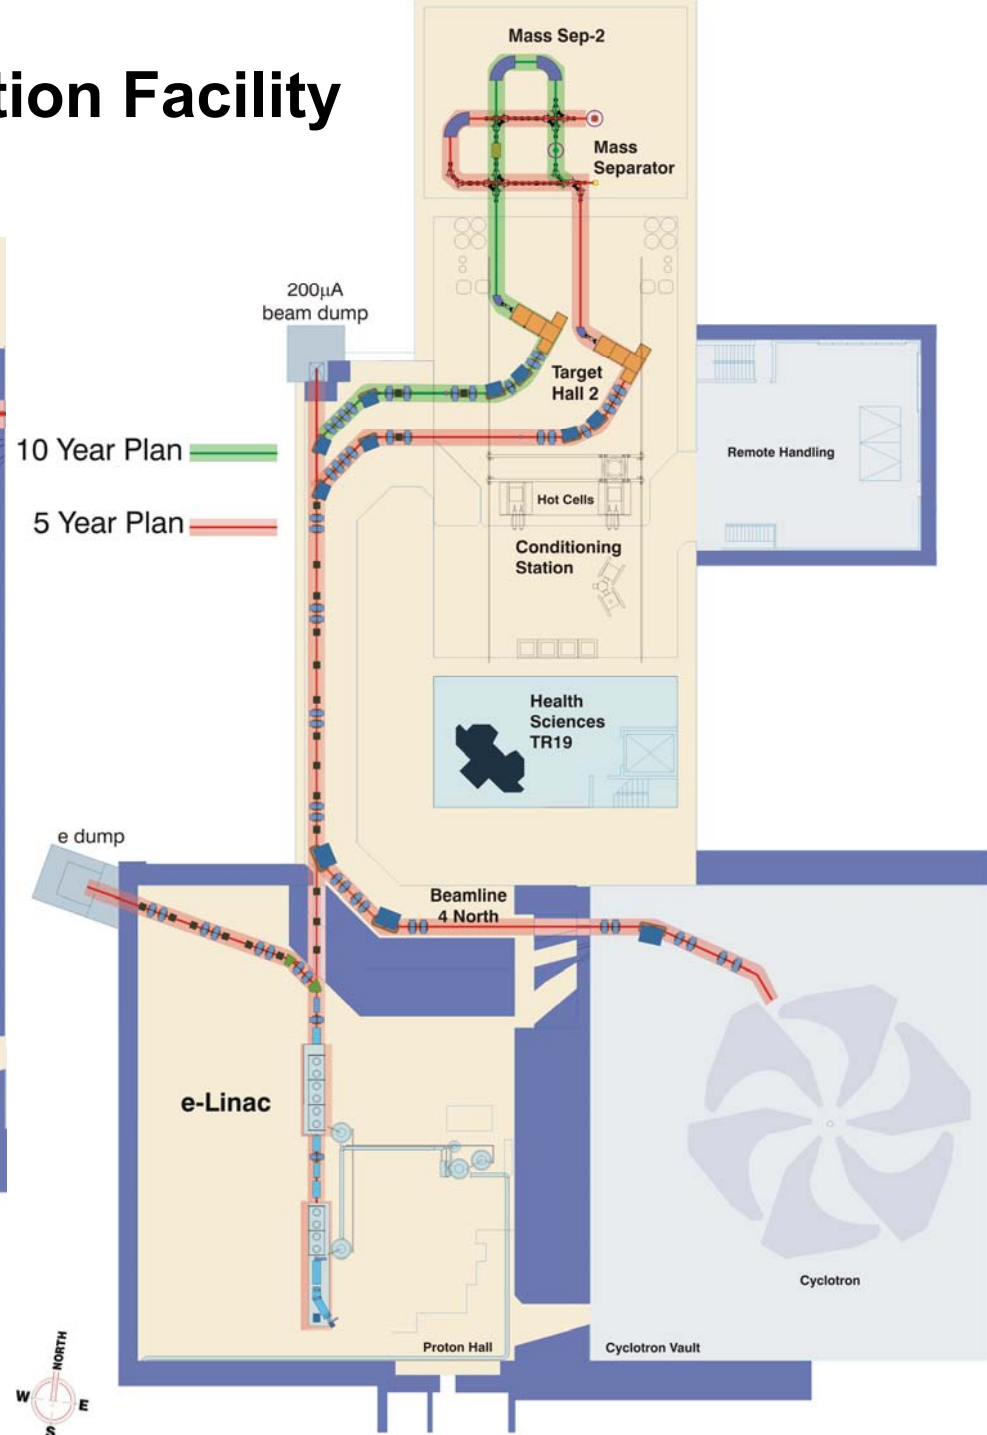 tion Facility
Mass Sep-2
Mass
Separator
200μA
beam dump
Target
Hall 2
10 Year Plan
Remote Handling
Hot Cells
5 Year Plan
Conditioning
Station
Health
Sciences
TR19
e dump
Beamline
4 North
e-Linac
Cyclotron
Proton Hall
Cyclotron Vault
NORTH
W
E
S